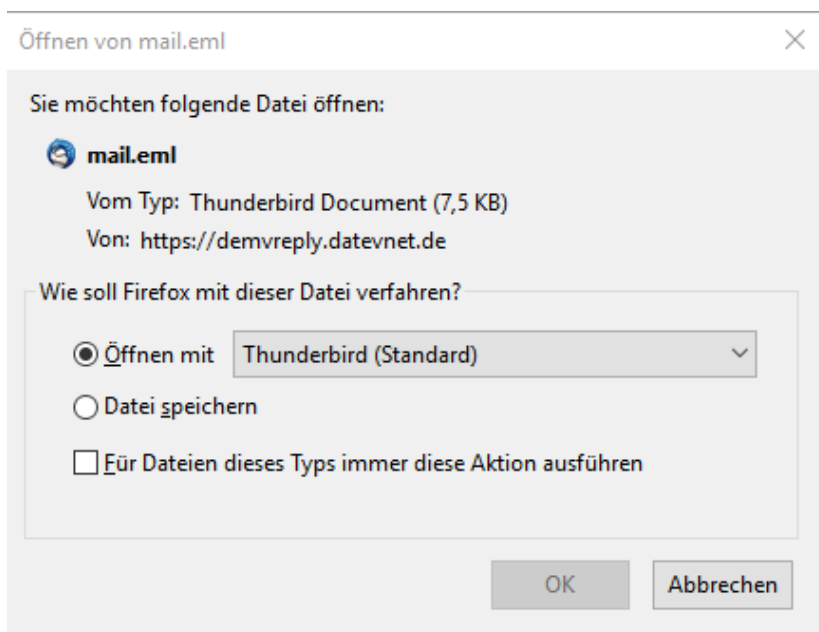 Öffnen von mail.eml
Sie möchten folgende Datei öffnen:
mail.eml
Vom Typ: Thunderbird Document (7,5 KB)
Von: https://demvreply.datevnet.de
Wie soll Firefox mit dieser Datei verfahren?
Öffnen mit Thunderbird (Standard)
Datei speichern
Für Dateien dieses Typs immer diese Aktion ausführen
OK Abbrechen